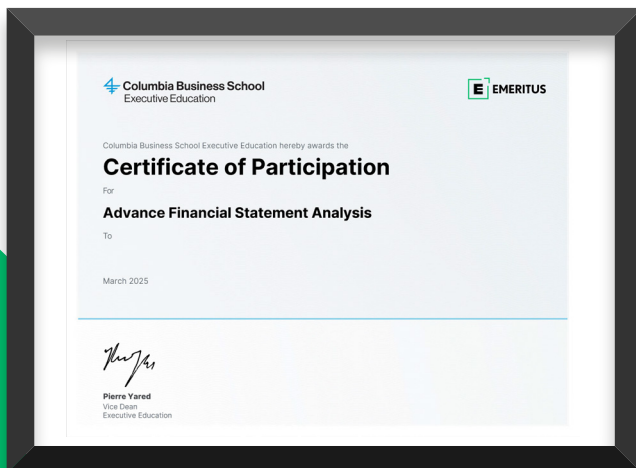 Columbia Business School
Executive Education
EMERITUS
Columbia Business School Executive Education hereby awards the
Certificate of Participation
For
Advance Financial Statement Analysis
To
March 2025
Pierre Yared
Vice Dean
Executive Education